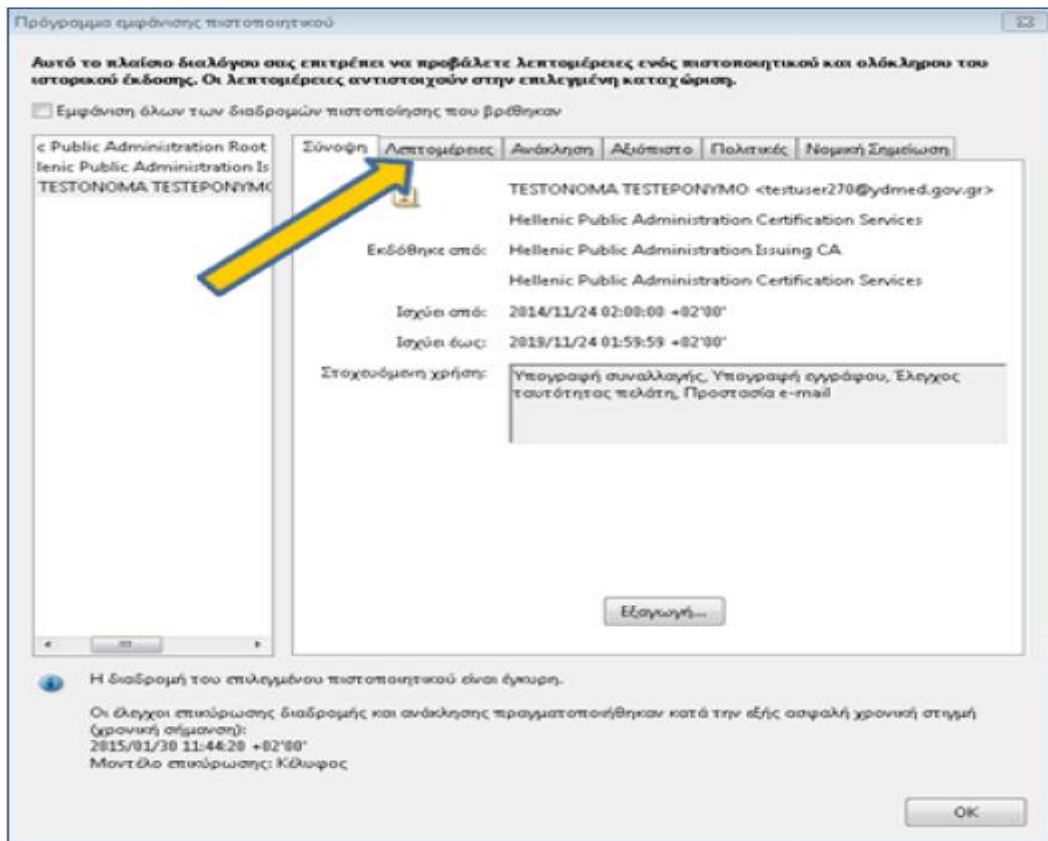 Πρόγραμμα εμφάνισης πιστοποιητικού
Αυτό το πλαίσιο διαλόγου σας επιτρέπει να προβάλετε λεπτομέρειες ενός πιστοποιητικού και ολόκληρου του
ιστορικού έκδοσης. Οι λεπτομέρειες αντιστοιχούν στην επιλεγμένη καταχώριση.
Εμφάνιση όλων των διαδρομών πιστοποίησης που βρέθηκαν
c Public Administration Root
lenic Public Administration Is
TESTONOMA TESTEPONYMO
Σύνοψη Λεπτομέρειες Ανάκληση Αξιόπιστο Πολιτικές Νομική Σημείωση
TESTONOMA TESTEPONYMO <testuser270@ydmed.gov.gr>
Hellenic Public Administration Certification Services
Εκδόθηκε από: Hellenic Public Administration Issuing CA
Hellenic Public Administration Certification Services
Ισχύει από: 2014/11/24 02:00:00 +02'00'
Ισχύει έως: 2019/11/24 01:59:59 +02'00'
Στοχευόμενη χρήση: Υπογραφή συναλλαγής, Υπογραφή εγγράφου, Έλεγχος
ταυτότητας πελάτη, Προστασία e-mail
Εξαγωγή...
Η διαδρομή του επιλεγμένου πιστοποιητικού είναι έγκυρη.
Οι έλεγχοι επικύρωσης διαδρομής και ανάκλησης πραγματοποιήθηκαν κατά την εξής ασφαλή χρονική στιγμή
(χρονική σήμανση):
2015/01/30 11:44:20 +02'00'
Μοντέλο επικύρωσης: Κέλυφος
OK